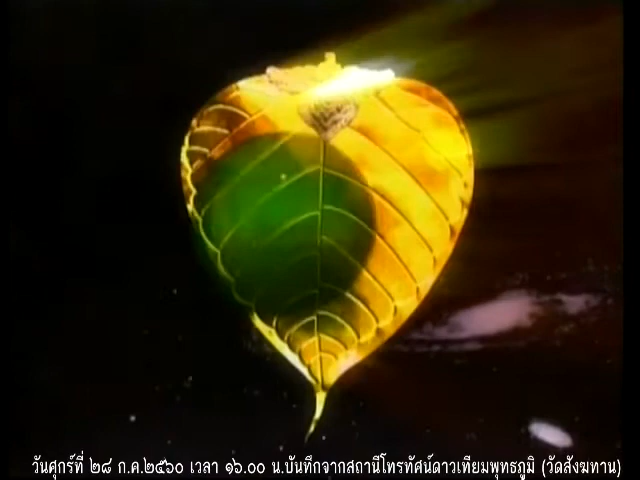 วันศุกร์ที่ ๒๘ ก.ค.๒๕๖๐ เวลา ๑๖.๐๐ น.บันทึกจากสถานีโทรทัศน์ดาวเทียมพุทธภูมิ (วัดสังฆทาน)